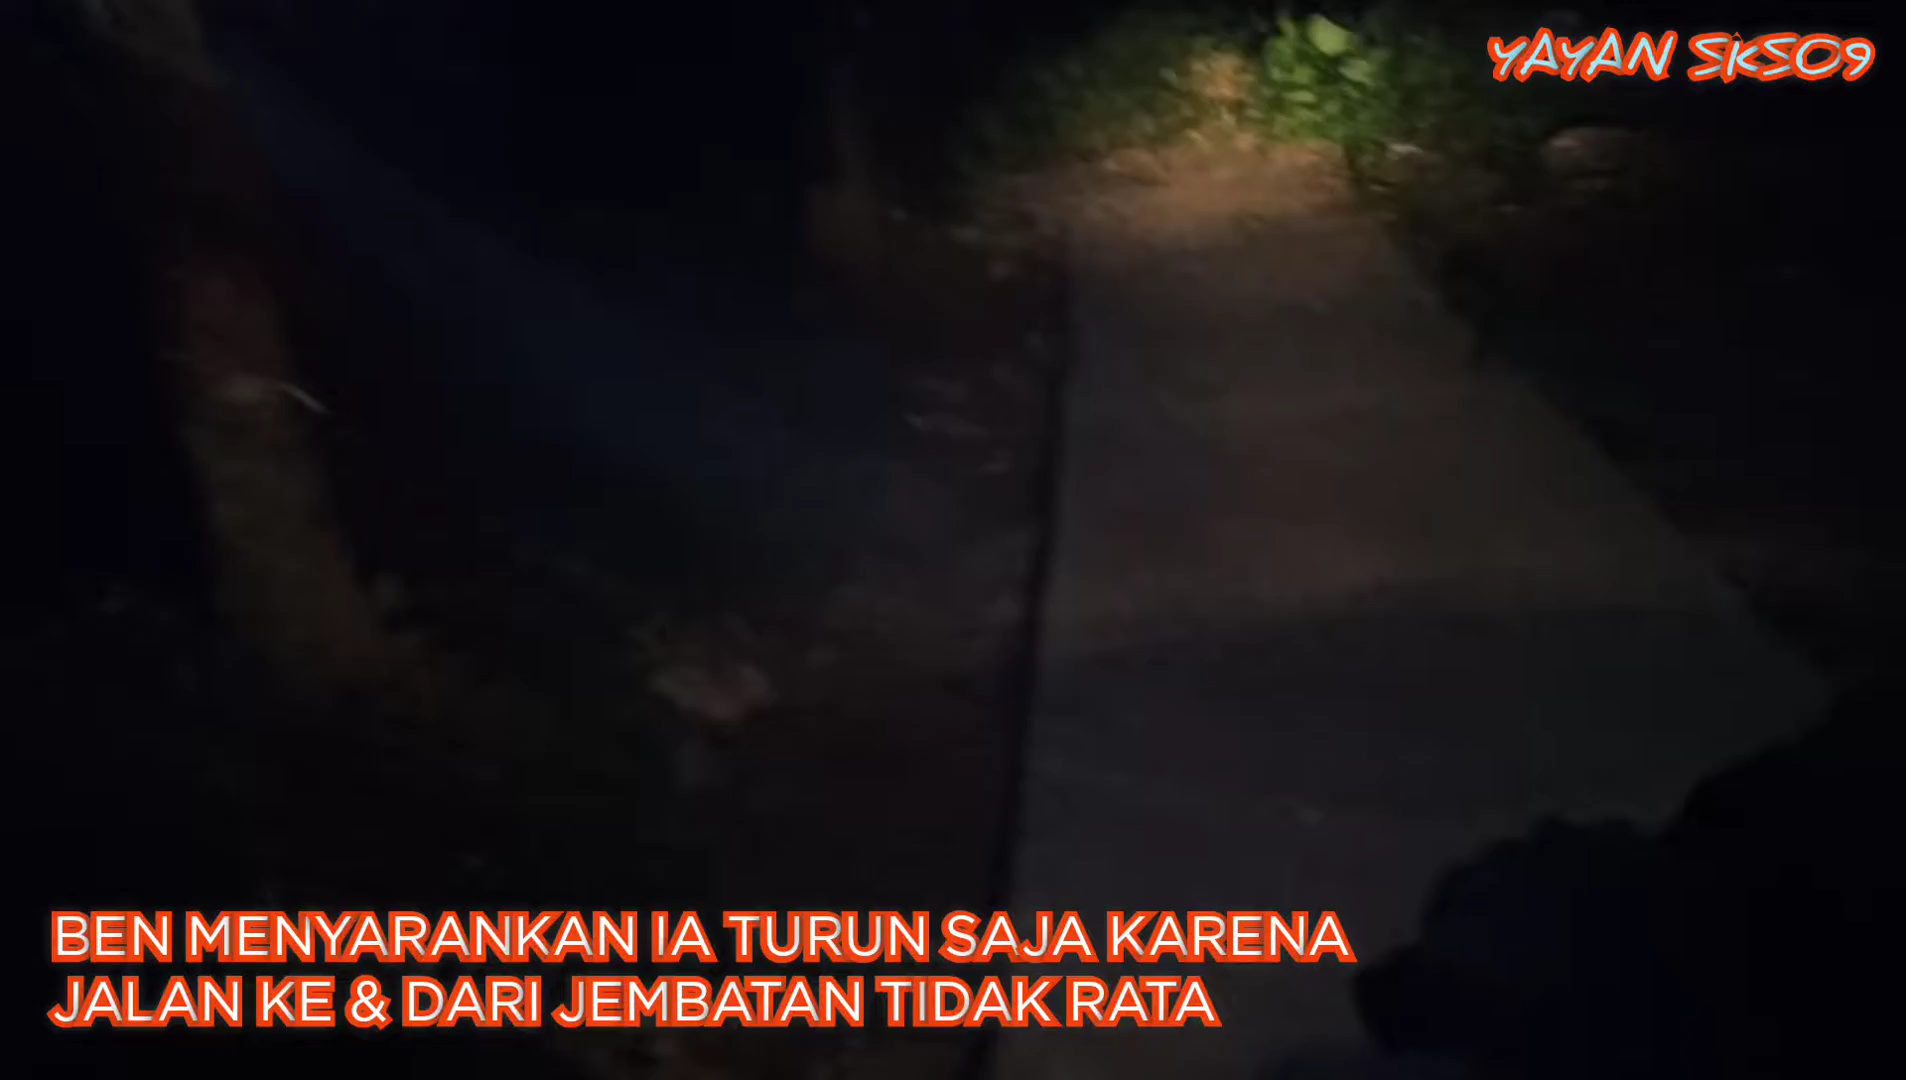 YAYAN SKS09
BEN MENYARANKAN IA TURUN SAJA KARENA
JALAN KE & DARI JEMBATAN TIDAK RATA